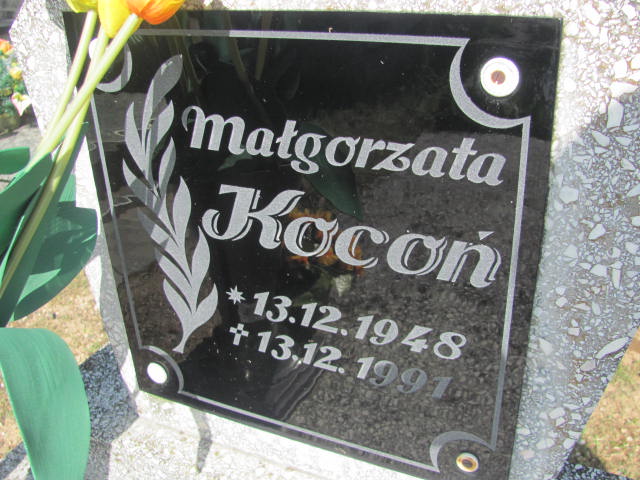 Małgorzata
Kocoń
* 13.12.1948
✝ 13.12.1991